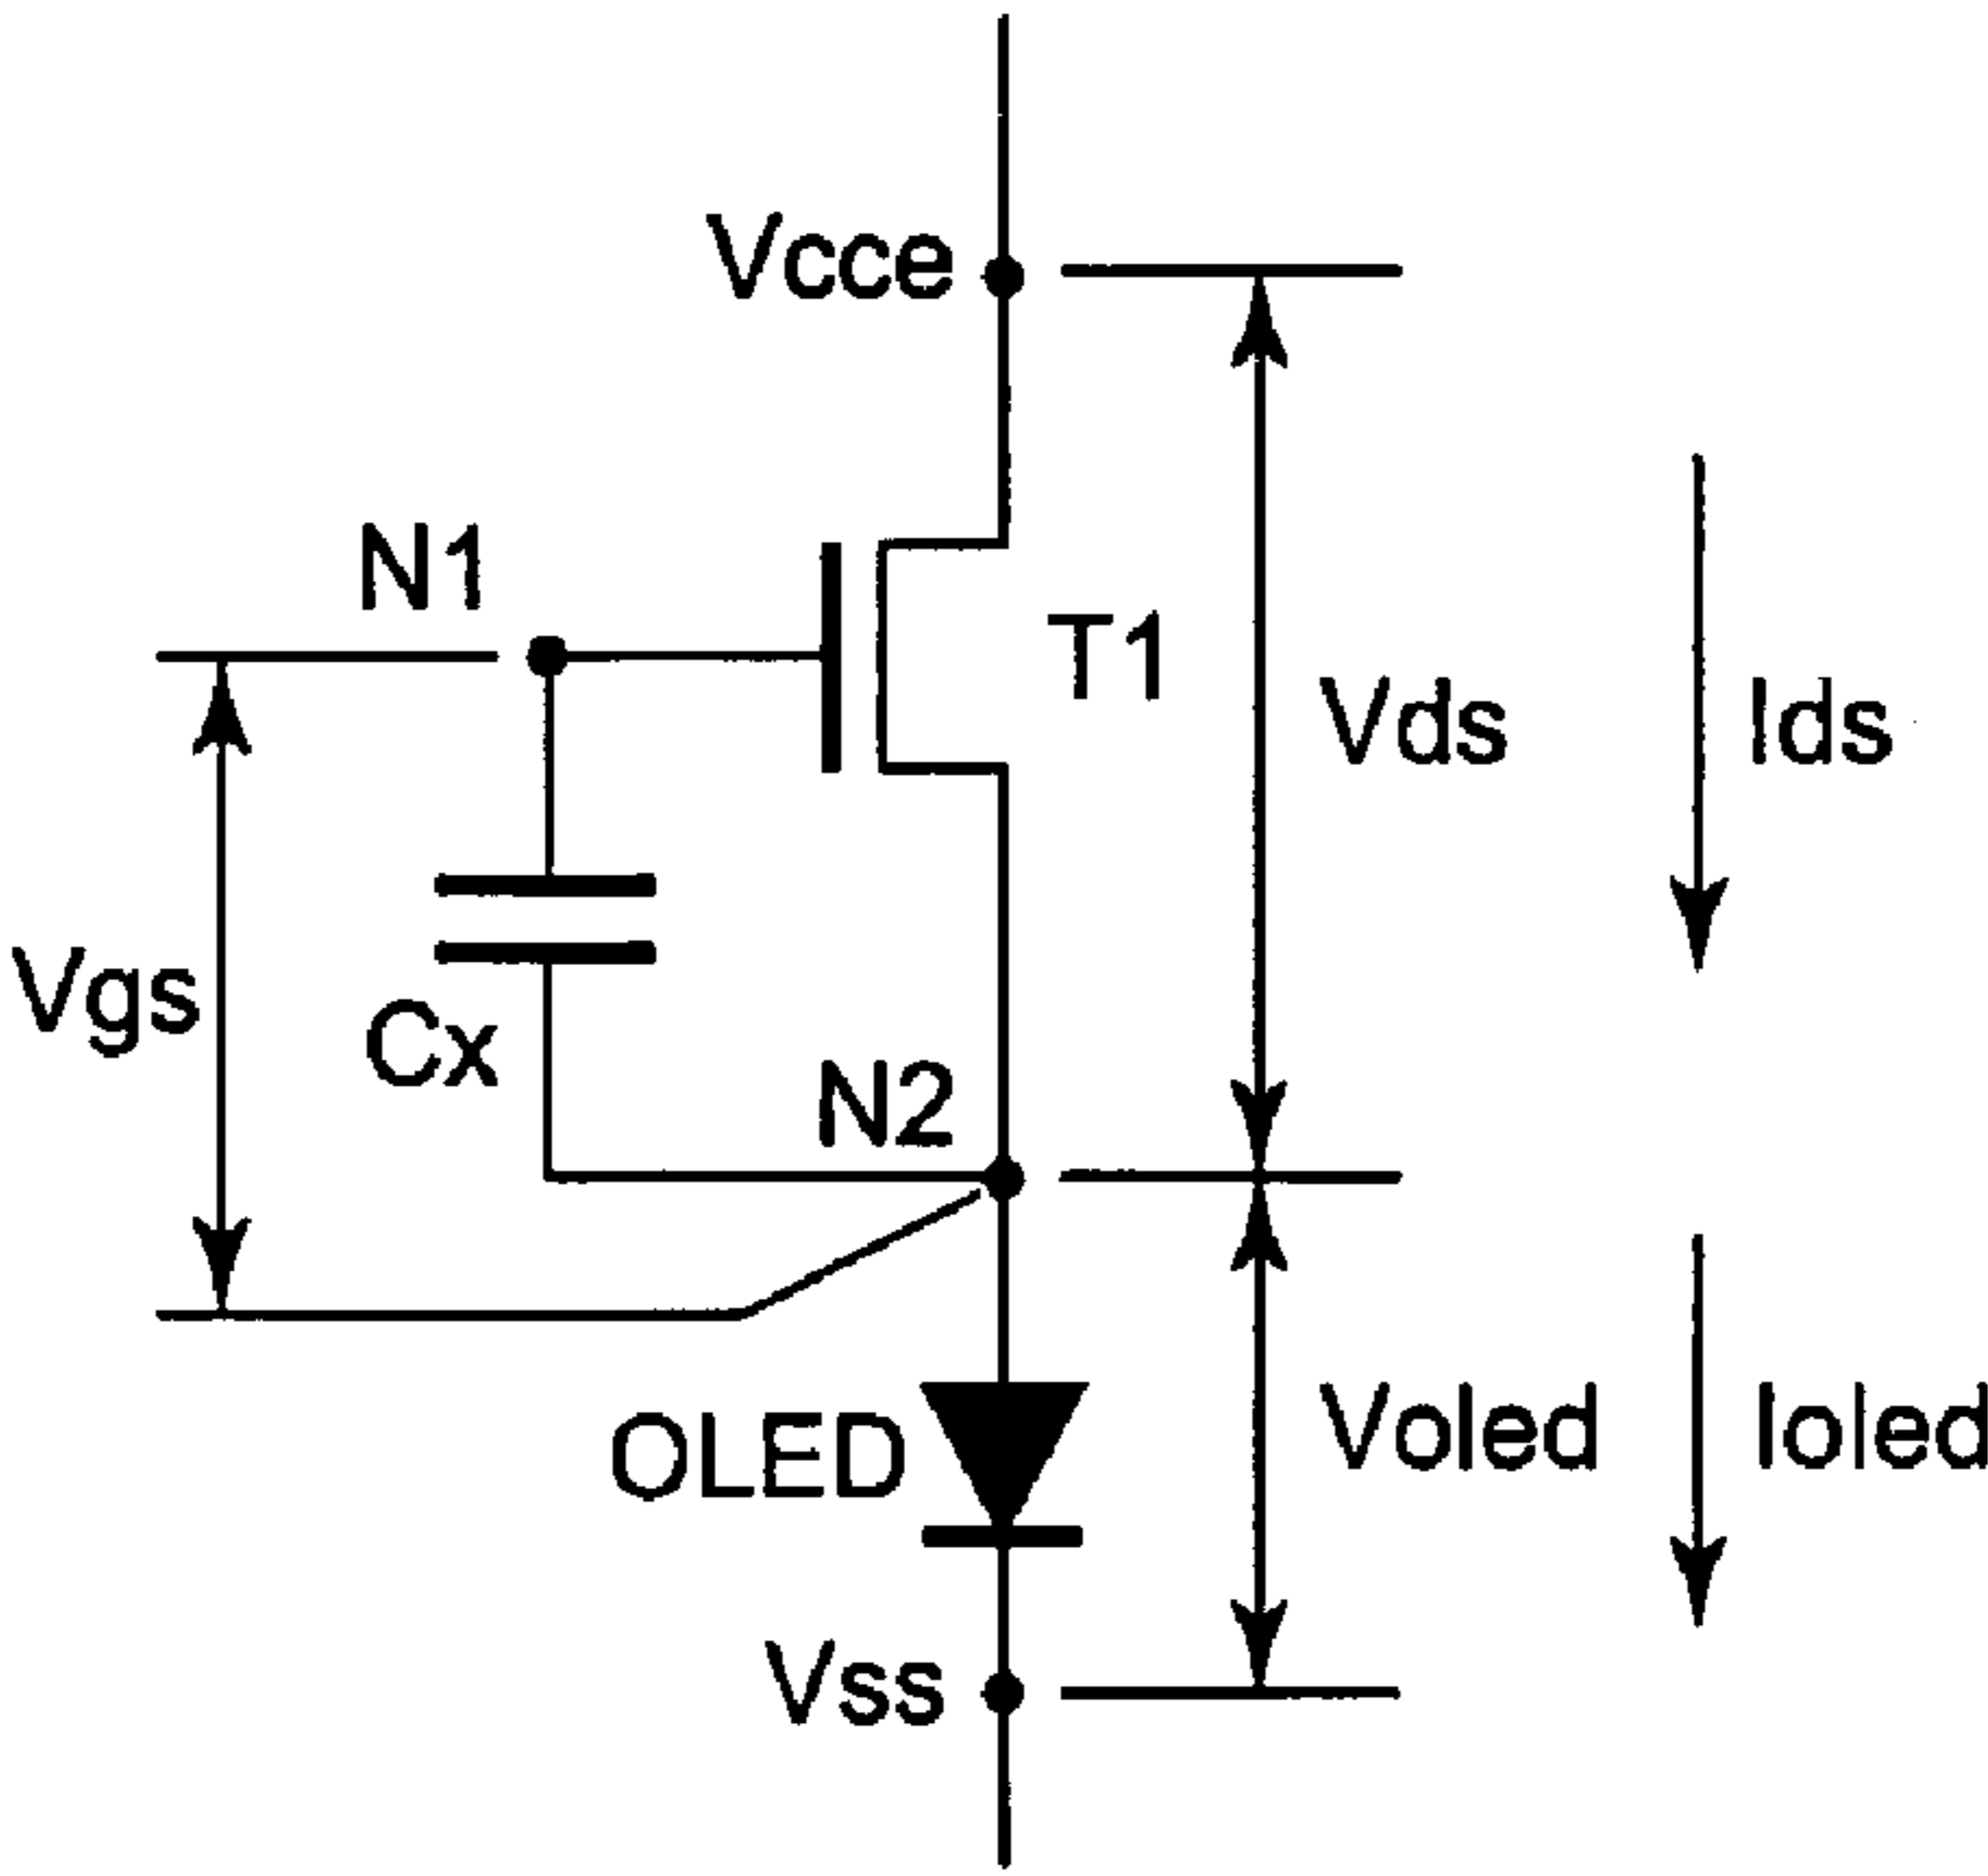 Vcce
N1
T1
Vds
Ids
Vgs
Cx
N2
OLED
Voled
Ioled
Vss